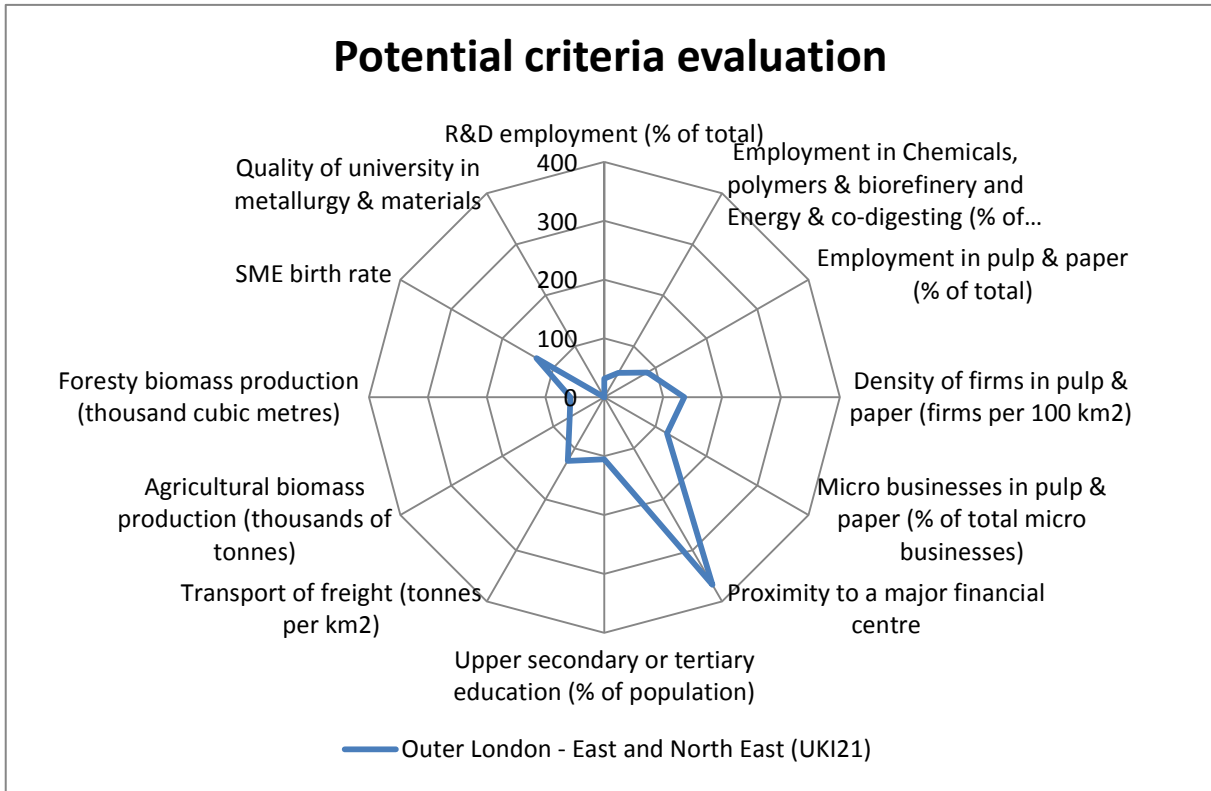 Potential criteria evaluation
R&D employment (% of total)
Employment in Chemicals,
polymers & biorefinery and
Energy & co-digesting (% of…
Employment in pulp & paper
(% of total)
Density of firms in pulp &
paper (firms per 100 km2)
Micro businesses in pulp &
paper (% of total micro
businesses)
Proximity to a major financial
centre
Upper secondary or tertiary
education (% of population)
Transport of freight (tonnes
per km2)
Agricultural biomass
production (thousands of
tonnes)
Foresty biomass production
(thousand cubic metres)
SME birth rate
Quality of university in
metallurgy & materials
400
300
200
100
0
Outer London - East and North East (UKI21)